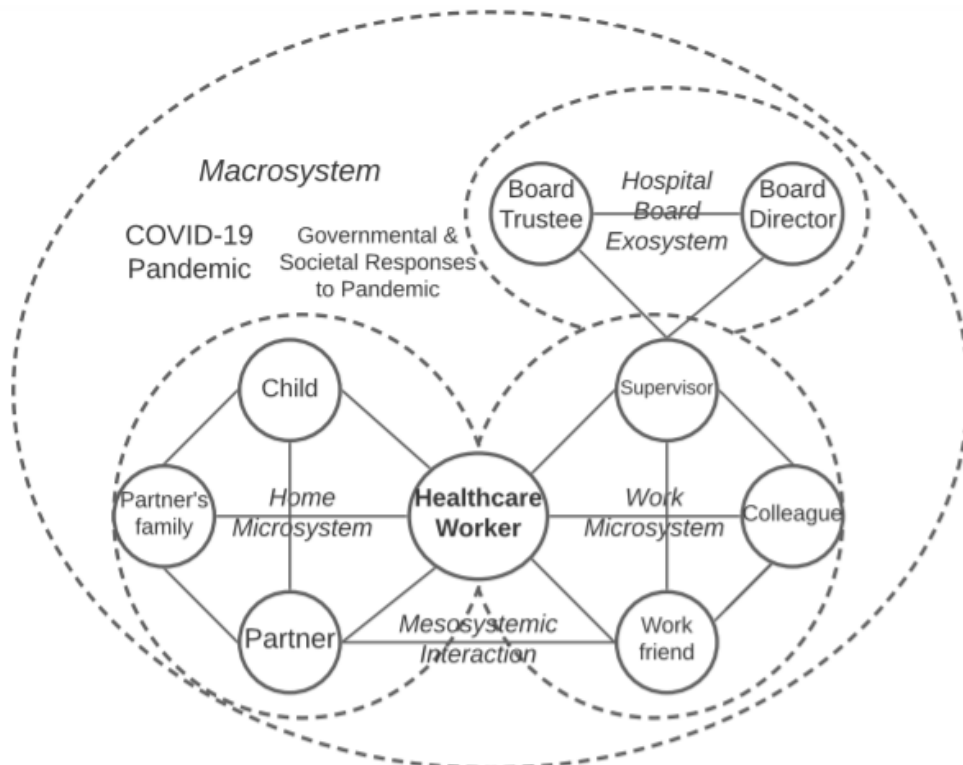 Macrosystem
COVID-19
Pandemic
Governmental &
Societal Responses
to Pandemic
Board
Trustee
Hospital
Board
Exosystem
Board
Director
Child
Supervisor
Partner's
family
Home
Microsystem
Healthcare
Worker
Work
Microsystem
Colleague
Partner
Mesosystemic
Interaction
Work
friend